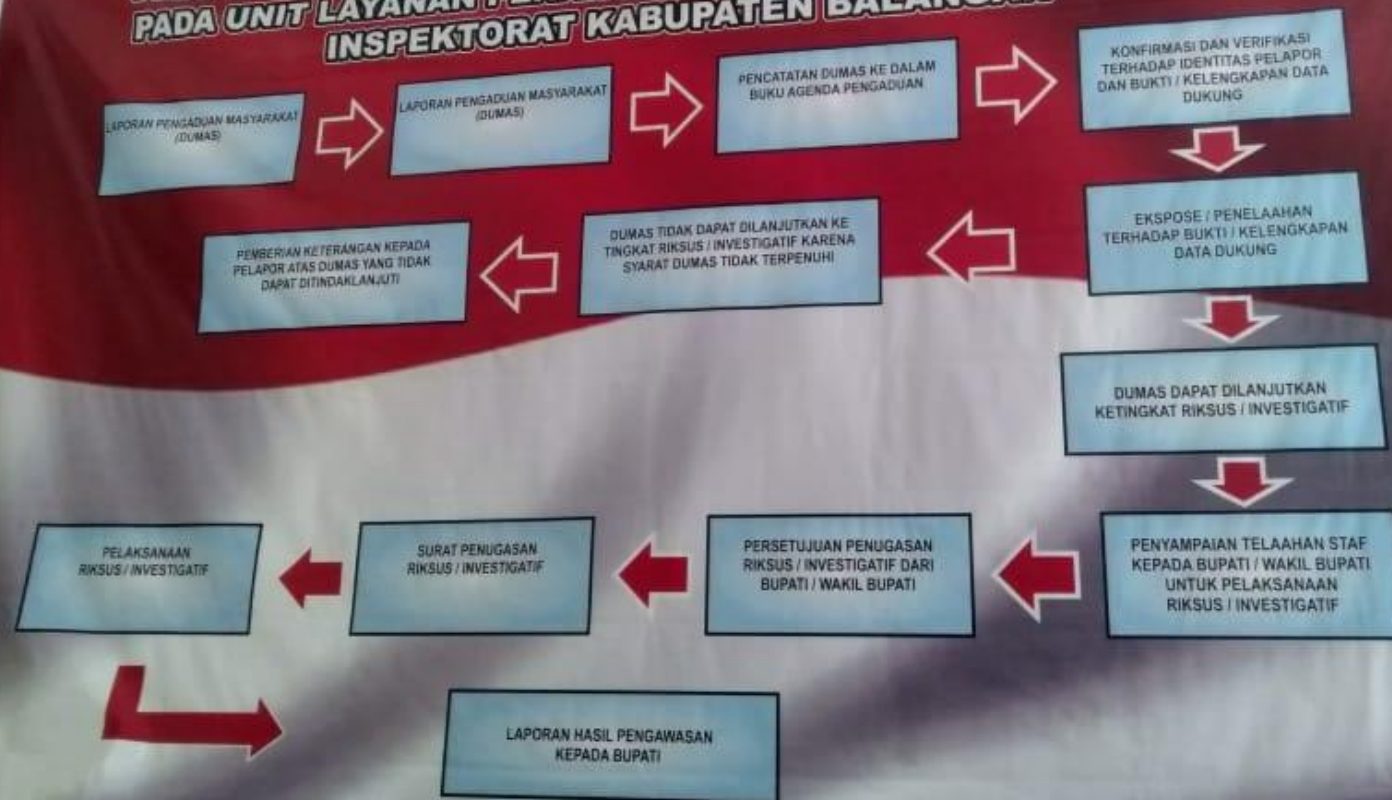 PADA UNIT LAYANAN
INSPEKTORAT KABUPATEN
LAPORAN PENGADUAN MASYARAKAT
(DUMAS)
LAPORAN PENGADUAN MASYARAKAT
(DUMAS)
PENCATATAN DUMAS KE DALAM
BUKU AGENDA PENGADUAN
KONFIRMASI DAN VERIFIKASI
TERHADAP IDENTITAS PELAPOR
DAN BUKTI / KELENGKAPAN DATA
DUKUNG
PEMBERIAN KETERANGAN KEPADA
PELAPOR ATAS DUMAS YANG TIDAK
DAPAT DITINDAKLANJUTI
DUMAS TIDAK DAPAT DILANJUTKAN KE
TINGKAT RIKSUS / INVESTIGATIF KARENA
SYARAT DUMAS TIDAK TERPENUHI
EKSPOSE / PENELAAHAN
TERHADAP BUKTI / KELENGKAPAN
DATA DUKUNG
DUMAS DAPAT DILANJUTKAN
KETINGKAT RIKSUS / INVESTIGATIF
PELAKSANAAN
RIKSUS / INVESTIGATIF
SURAT PENUGASAN
RIKSUS / INVESTIGATIF
PERSETUJUAN PENUGASAN
RIKSUS / INVESTIGATIF DARI
BUPATI / WAKIL BUPATI
PENYAMPAIAN TELAAHAN STAF
KEPADA BUPATI / WAKIL BUPATI
UNTUK PELAKSANAAN
RIKSUS / INVESTIGATIF
LAPORAN HASIL PENGAWASAN
KEPADA BUPATI